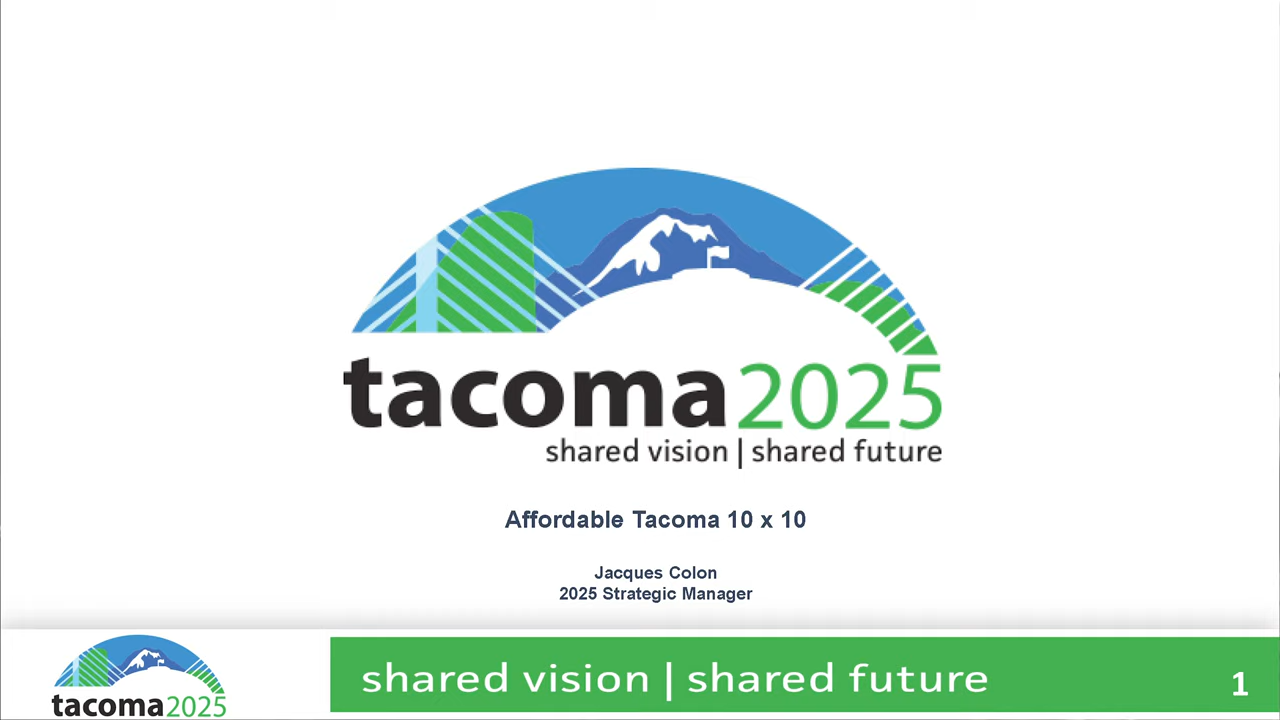 tacoma2025
shared vision | shared future
Affordable Tacoma 10 x 10
Jacques Colon
2025 Strategic Manager
tacoma2025
shared vision | shared future
1